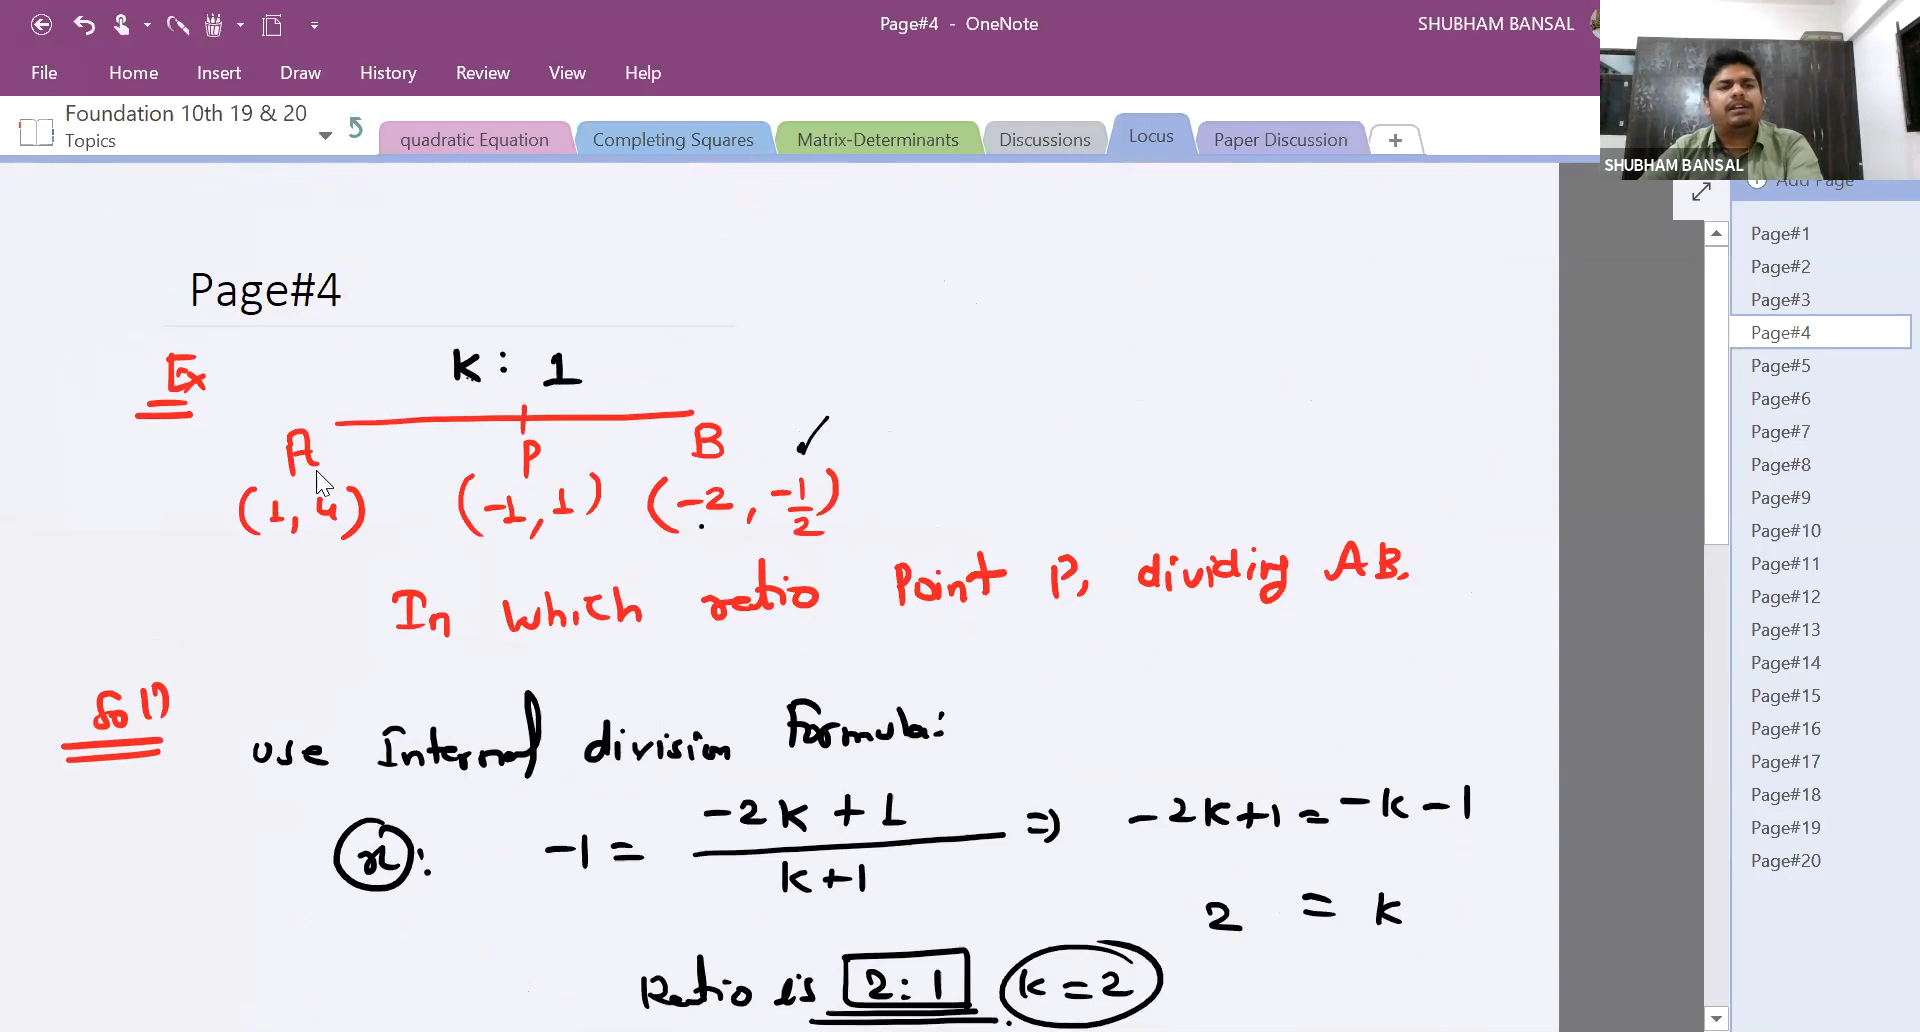 Page#4 - OneNote
SHUBHAM BANSAL
File Home Insert Draw History Review View Help
Foundation 10th 19 & 20
Topics
quadratic Equation Completing Squares Matrix-Determinants Discussions Locus Paper Discussion +
SHUBHAM BANSAL
Add Page
Page#1
Page#2
Page#3
Page#4
Page#5
Page#6
Page#7
Page#8
Page#9
Page#10
Page#11
Page#12
Page#13
Page#14
Page#15
Page#16
Page#17
Page#18
Page#19
Page#20
Page#4
Ex
k : 1
A P B ✓
(1, 4) (-1, 1) (-2, -1/2)
In which ratio Point P, dividing AB.
Sol)
use Internal division Formula:
x: -1 = (-2k + 1)/(k+1) ⇒ -2k+1 = -k-1
2 = k
Ratio is 2:1 k=2